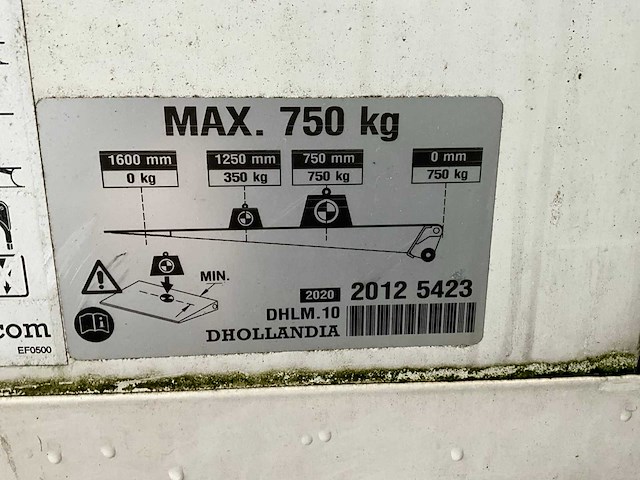 MAX. 750 kg
1600 mm 1250 mm 750 mm 0 mm
0 kg 350 kg 750 kg 750 kg
MIN.
2020 2012 5423
DHLM.10
DHOLLANDIA
.com
EF0500